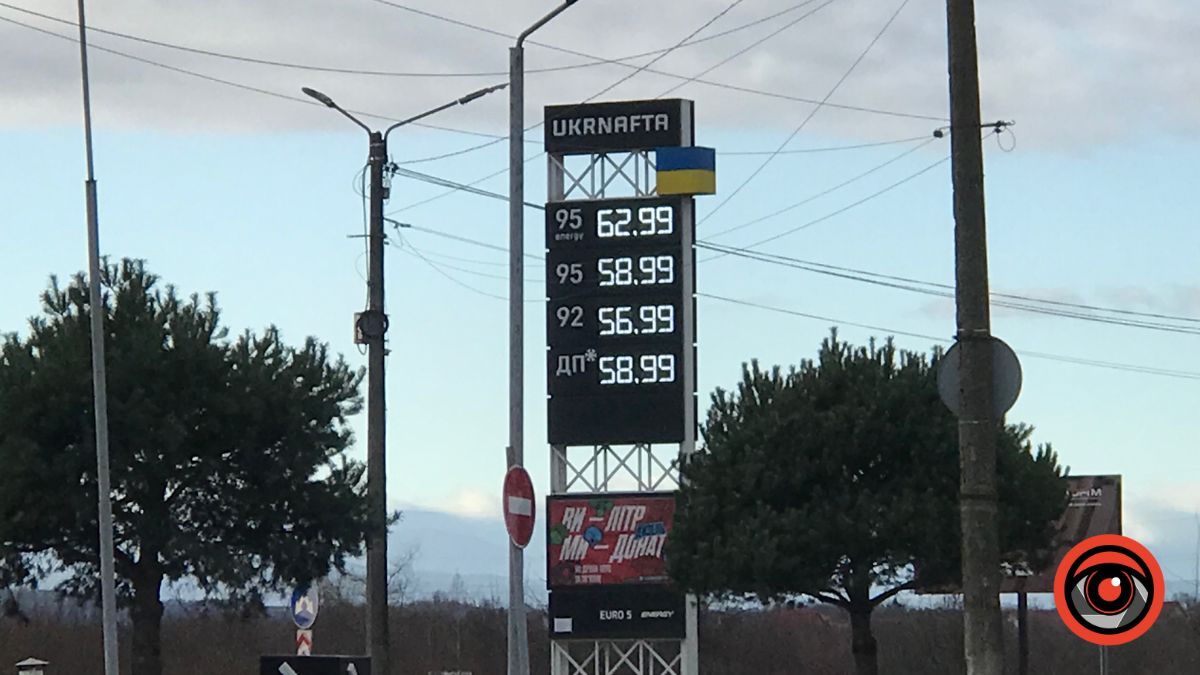 UKRNAFTA
95 62.99
energy
95 58.99
92 56.99
ДП* 58.99
ВИ — ЛІТР
МИ — ДОНАТ
EURO 5 ENERGY